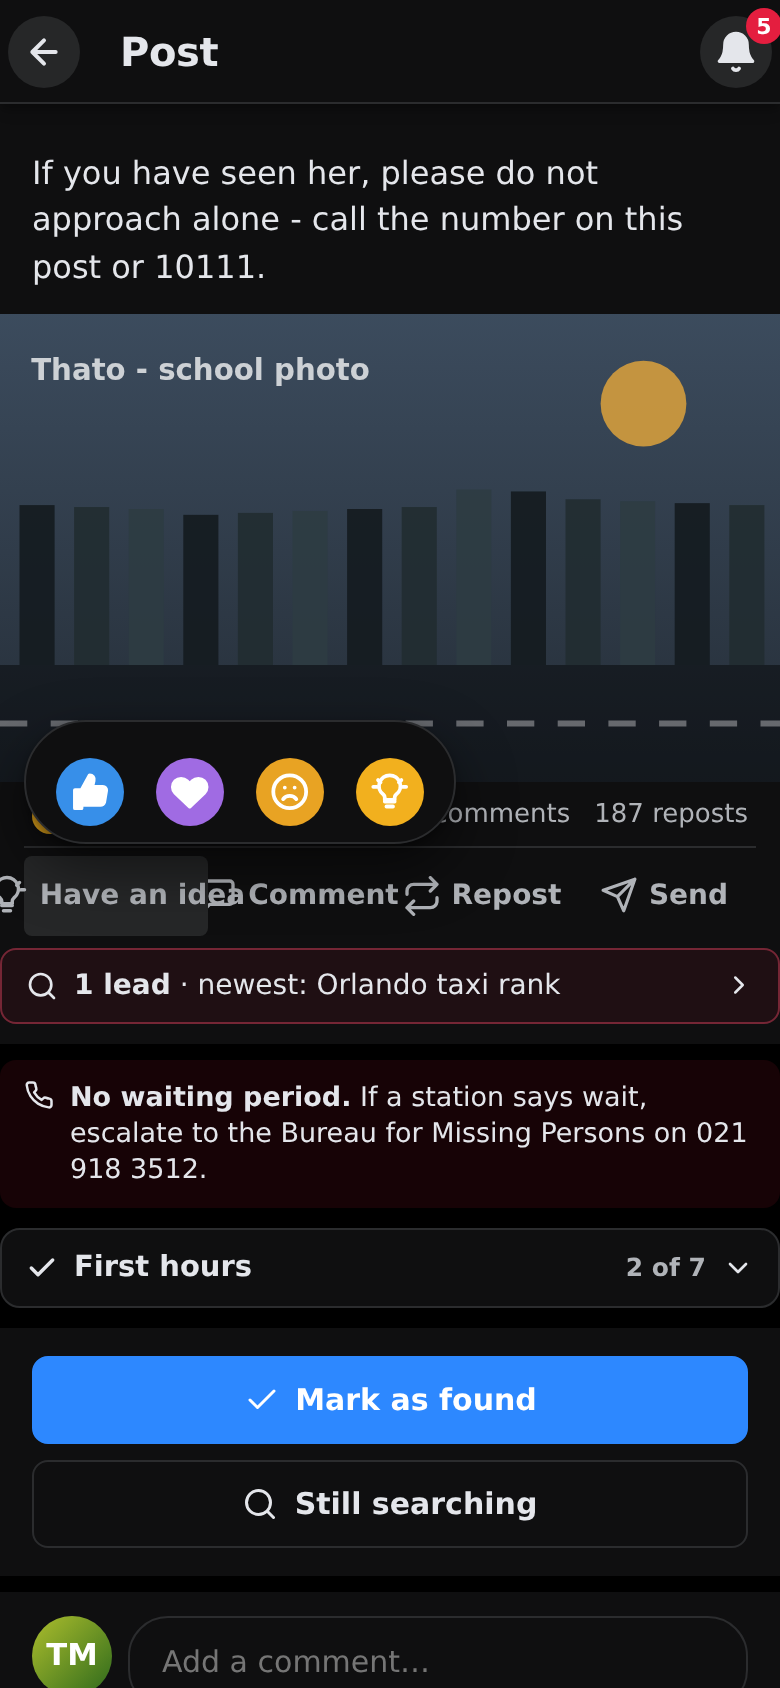 Post
5
If you have seen her, please do not
approach alone - call the number on this
post or 10111.
Thato - school photo
187 reposts
Have an idea Comment Repost Send
1 lead · newest: Orlando taxi rank
No waiting period. If a station says wait,
escalate to the Bureau for Missing Persons on 021
918 3512.
First hours 2 of 7
Mark as found
Still searching
TM Add a comment...